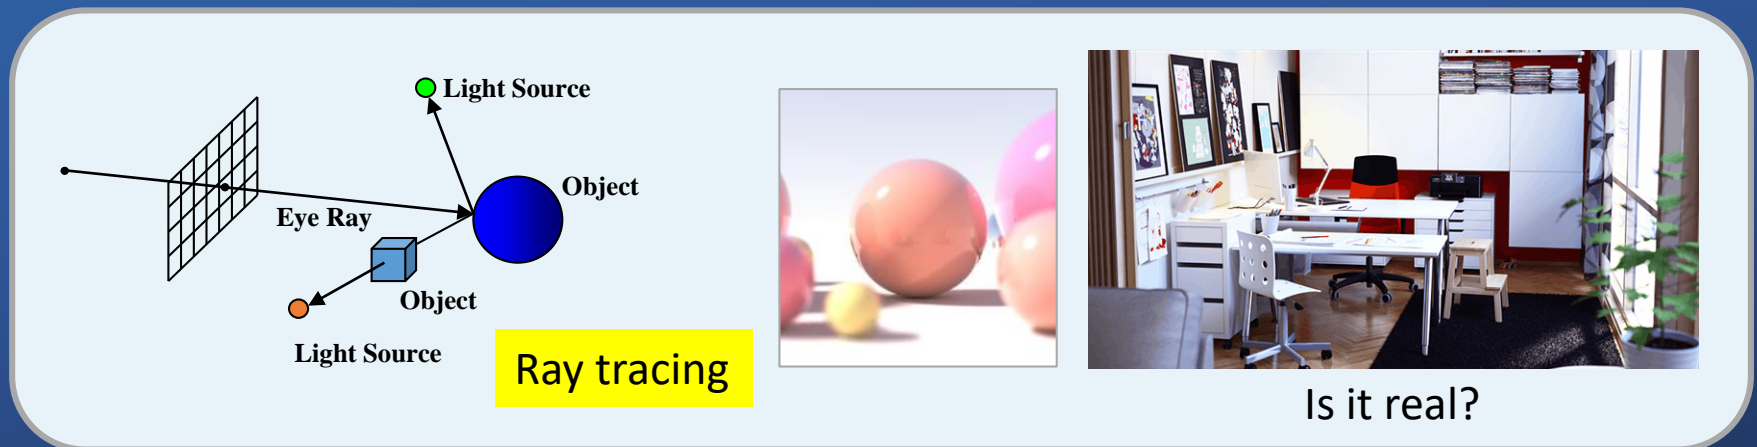 Light Source
Object
Eye Ray
Object
Light Source
Ray tracing
Is it real?